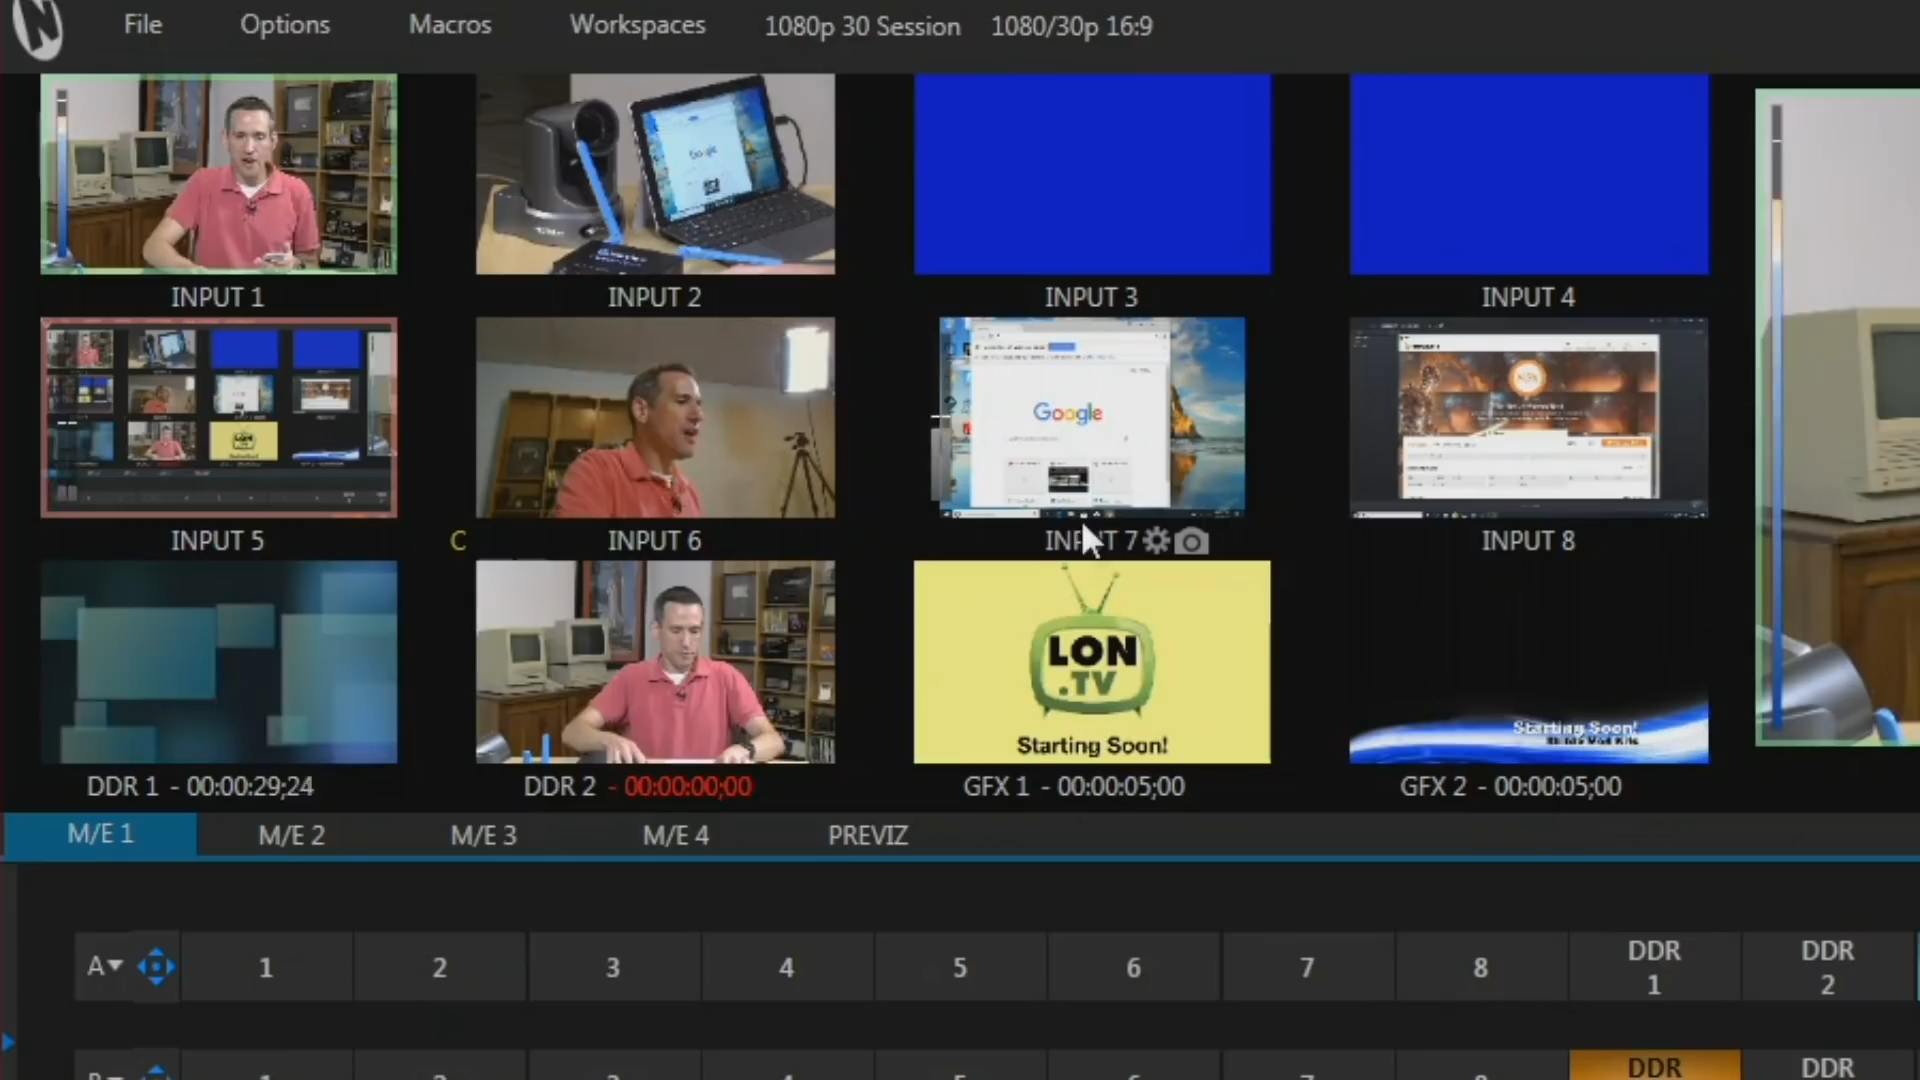 N
File Options Macros Workspaces 1080p 30 Session 1080/30p 16:9
Google
INPUT 1 INPUT 2 INPUT 3 INPUT 4
Google
INPUT 5 C INPUT 6 INPUT 7 INPUT 8
LON
.TV
Starting Soon!
Starting Soon!
DDR 1 - 00:00:29;24 DDR 2 - 00:00:00;00 GFX 1 - 00:00:05;00 GFX 2 - 00:00:05;00
M/E 1 M/E 2 M/E 3 M/E 4 PREVIZ
A 1 2 3 4 5 6 7 8 DDR 1 DDR 2
DDR DDR